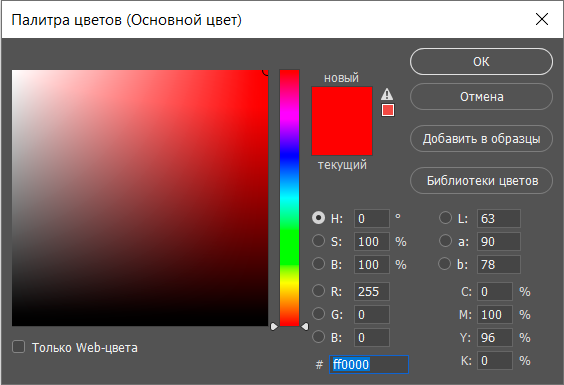 Палитра цветов (Основной цвет)
новый
текущий
OK
Отмена
Добавить в образцы
Библиотеки цветов
H: 0 °
S: 100 %
B: 100 %
R: 255
G: 0
B: 0
# ff0000
L: 63
a: 90
b: 78
C: 0 %
M: 100 %
Y: 96 %
K: 0 %
Только Web-цвета